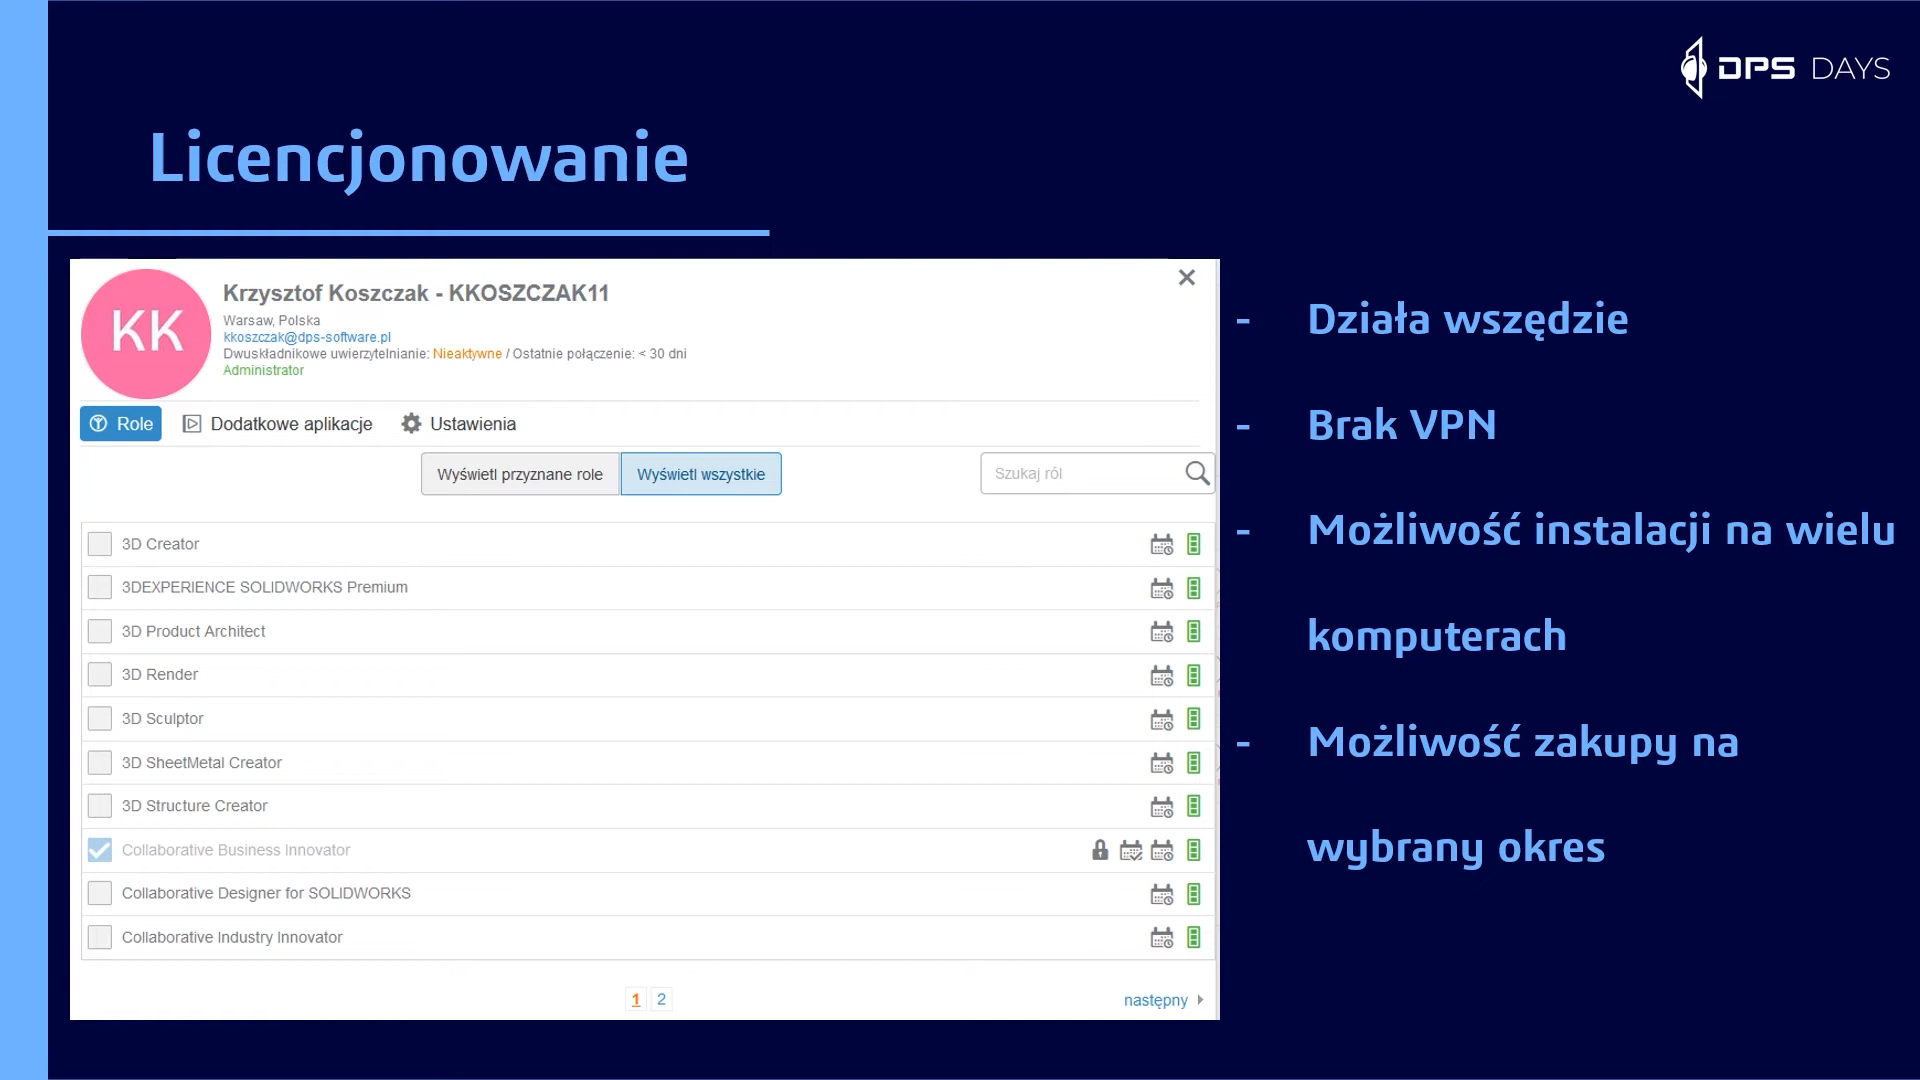 DPS DAYS
Licencjonowanie
KK
Krzysztof Koszczak - KKOSZCZAK11
Warsaw, Polska
kkoszczak@dps-software.pl
Dwuskładnikowe uwierzytelnianie: Nieaktywne / Ostatnie połączenie: < 30 dni
Administrator
Role Dodatkowe aplikacje Ustawienia
Wyświetl przyznane role Wyświetl wszystkie Szukaj ról
3D Creator
3DEXPERIENCE SOLIDWORKS Premium
3D Product Architect
3D Render
3D Sculptor
3D SheetMetal Creator
3D Structure Creator
Collaborative Business Innovator
Collaborative Designer for SOLIDWORKS
Collaborative Industry Innovator
1 2 następny
- Działa wszędzie
- Brak VPN
- Możliwość instalacji na wielu
komputerach
- Możliwość zakupy na
wybrany okres